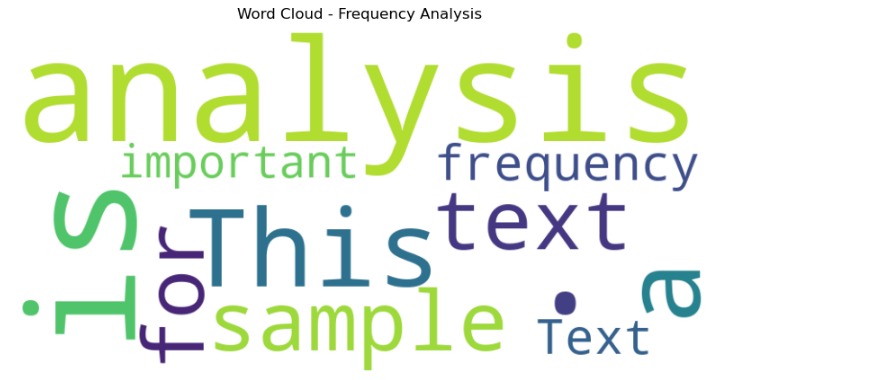 Word Cloud - Frequency Analysis
analysis
important
frequency
is
for
This
text
sample
.
Text
a